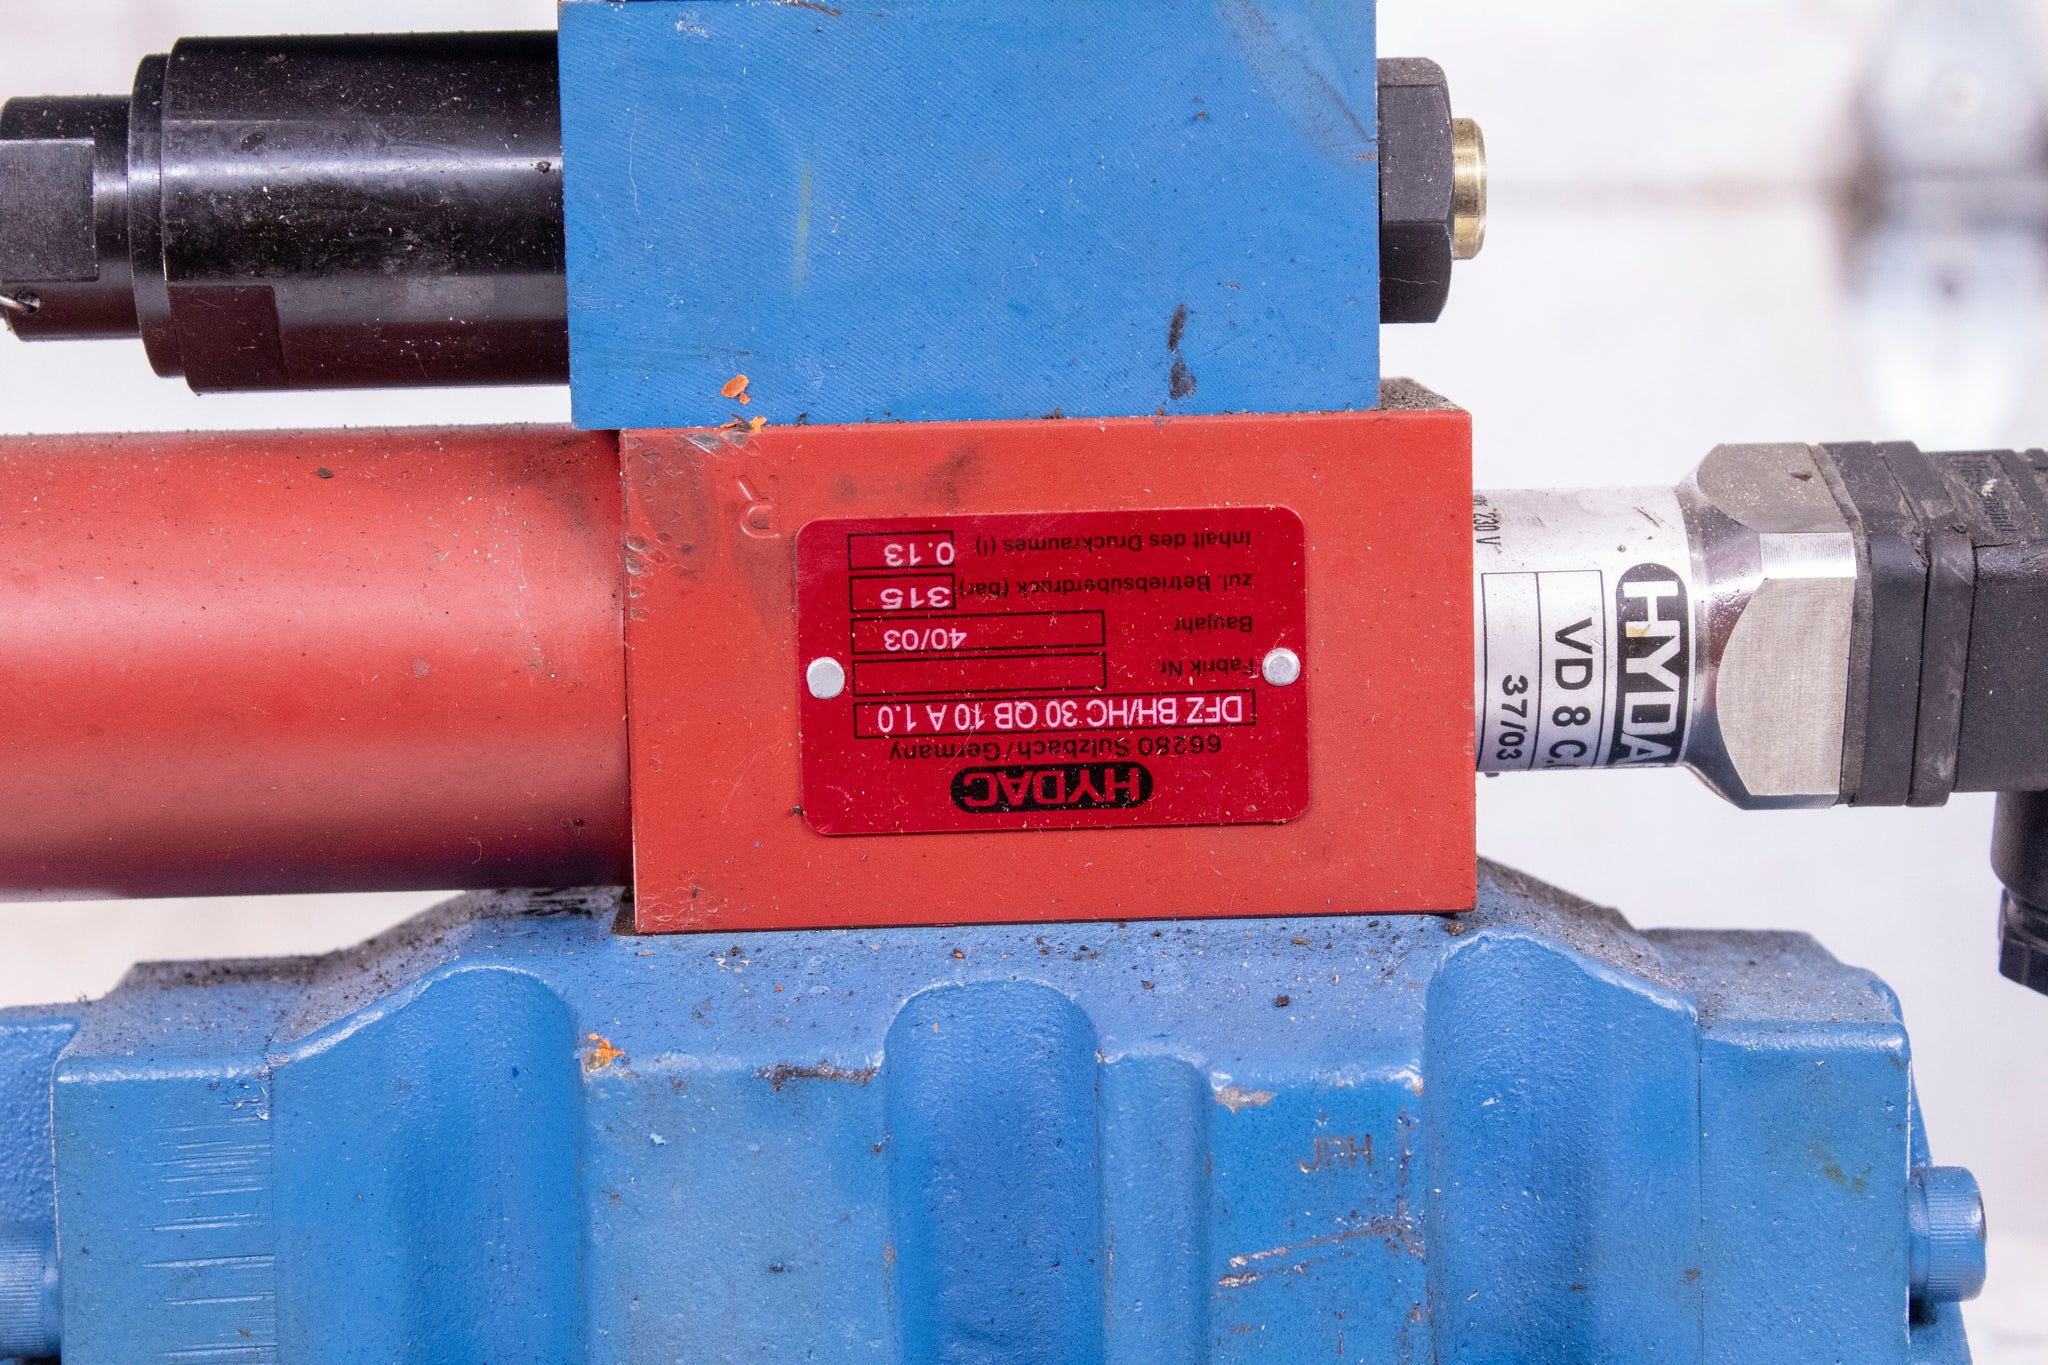 HYDAC
66280 Sulzbach/Germany
DFZ BH/HC 30 QB 10 A 1.0
Fabrik Nr.
Baujahr 40/03
zul. Betriebsüberdruck (bar) 315
Inhalt des Druckraumes (l) 0.13
R
HYDA
VD 8 C.
37/03
230 V
JRH